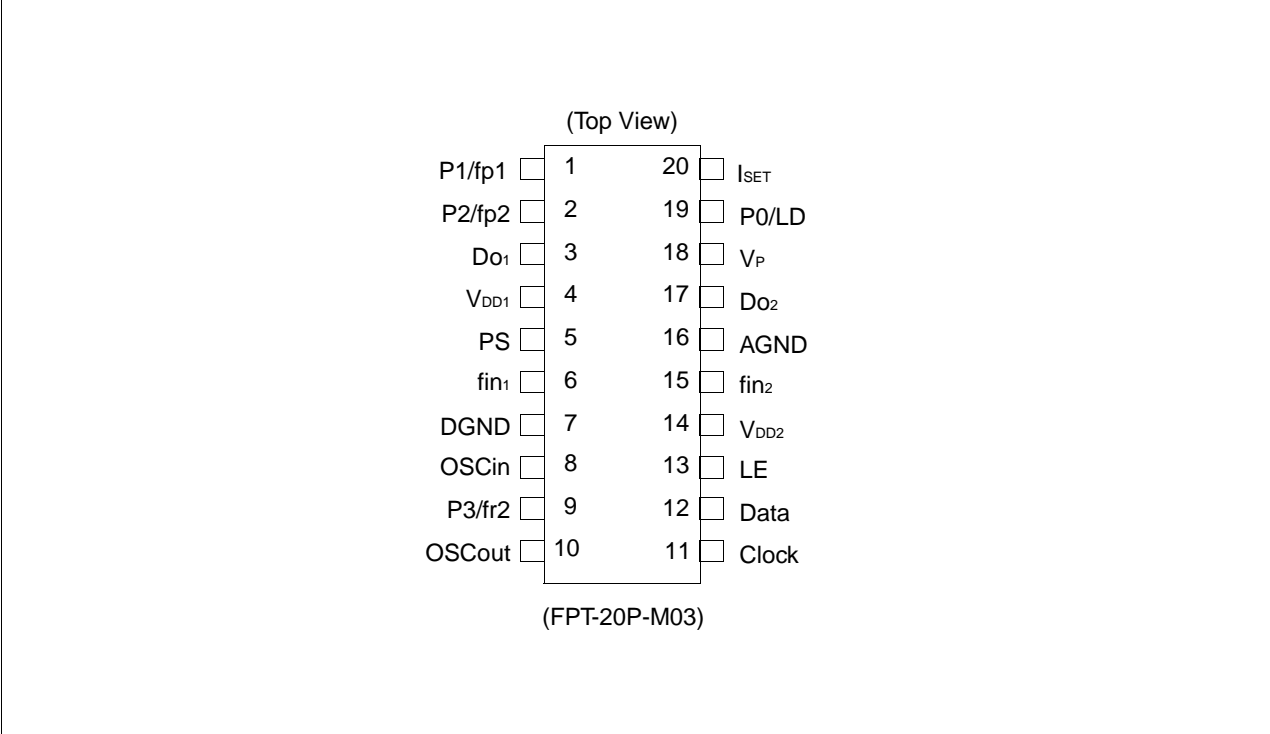 (Top View)
P1/fp1 1 20 ISET
P2/fp2 2 19 P0/LD
Do1 3 18 VP
VDD1 4 17 Do2
PS 5 16 AGND
fin1 6 15 fin2
DGND 7 14 VDD2
OSCin 8 13 LE
P3/fr2 9 12 Data
OSCout 10 11 Clock
(FPT-20P-M03)